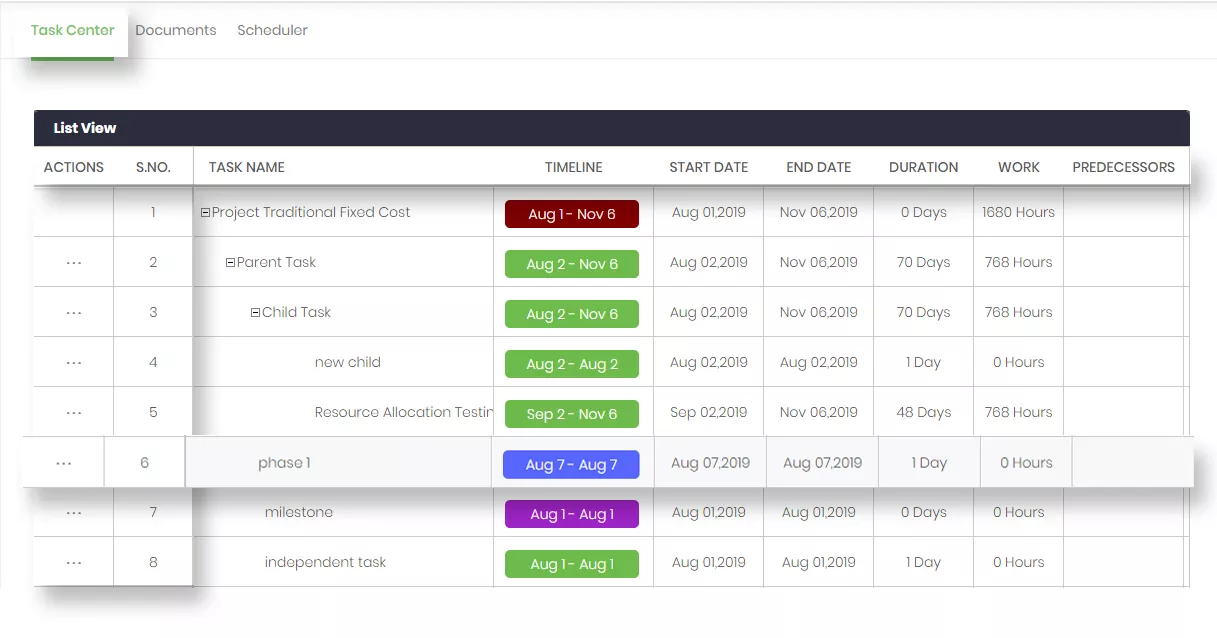 Task Center Documents Scheduler
List View
ACTIONS S.NO. TASK NAME TIMELINE START DATE END DATE DURATION WORK PREDECESSORS
1 Project Traditional Fixed Cost Aug 1 - Nov 6 Aug 01,2019 Nov 06,2019 0 Days 1680 Hours
... 2 Parent Task Aug 2 - Nov 6 Aug 02,2019 Nov 06,2019 70 Days 768 Hours
... 3 Child Task Aug 2 - Nov 6 Aug 02,2019 Nov 06,2019 70 Days 768 Hours
... 4 new child Aug 2 - Aug 2 Aug 02,2019 Aug 02,2019 1 Day 0 Hours
... 5 Resource Allocation Testin Sep 2 - Nov 6 Sep 02,2019 Nov 06,2019 48 Days 768 Hours
... 6 phase 1 Aug 7 - Aug 7 Aug 07,2019 Aug 07,2019 1 Day 0 Hours
... 7 milestone Aug 1 - Aug 1 Aug 01,2019 Aug 01,2019 0 Days 0 Hours
... 8 independent task Aug 1 - Aug 1 Aug 01,2019 Aug 01,2019 1 Day 0 Hours